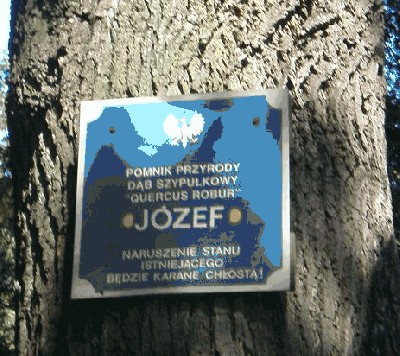 POMNIK PRZYRODY
DĄB SZYPUŁKOWY
"QUERCUS ROBUR"
JÓZEF
NARUSZENIE STANU
ISTNIEJĄCEGO
BĘDZIE KARANE CHŁOSTĄ!